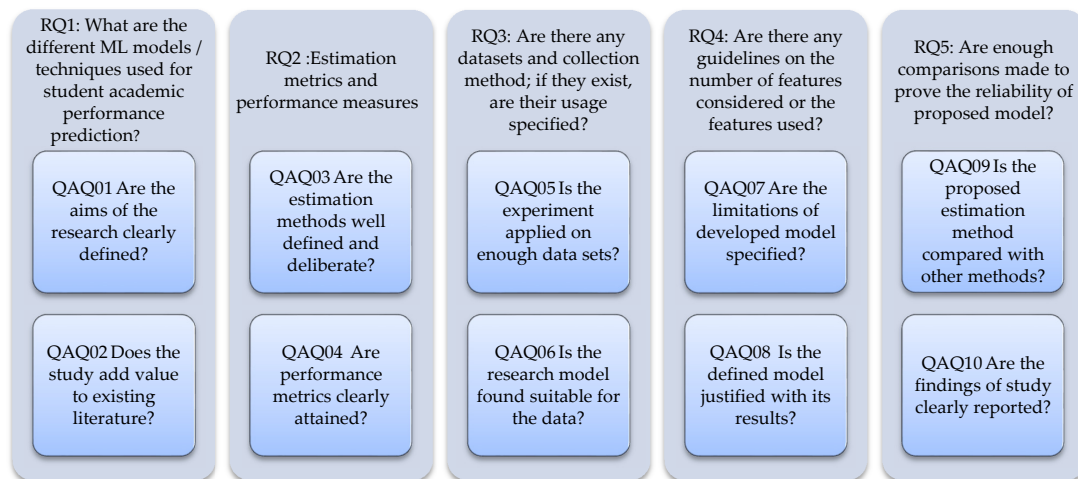 RQ1: What are the
different ML models /
techniques used for
student academic
performance
prediction?
QAQ01 Are the
aims of the
research clearly
defined?
QAQ02 Does the
study add value
to existing
literature?
RQ2 :Estimation
metrics and
performance measures
QAQ03 Are the
estimation
methods well
defined and
deliberate?
QAQ04 Are
performance
metrics clearly
attained?
RQ3: Are there any
datasets and collection
method; if they exist,
are their usage
specified?
QAQ05 Is the
experiment
applied on
enough data sets?
QAQ06 Is the
research model
found suitable for
the data?
RQ4: Are there any
guidelines on the
number of features
considered or the
features used?
QAQ07 Are the
limitations of
developed model
specified?
QAQ08 Is the
defined model
justified with its
results?
RQ5: Are enough
comparisons made to
prove the reliability of
proposed model?
QAQ09 Is the
proposed
estimation
method
compared with
other methods?
QAQ10 Are the
findings of study
clearly reported?